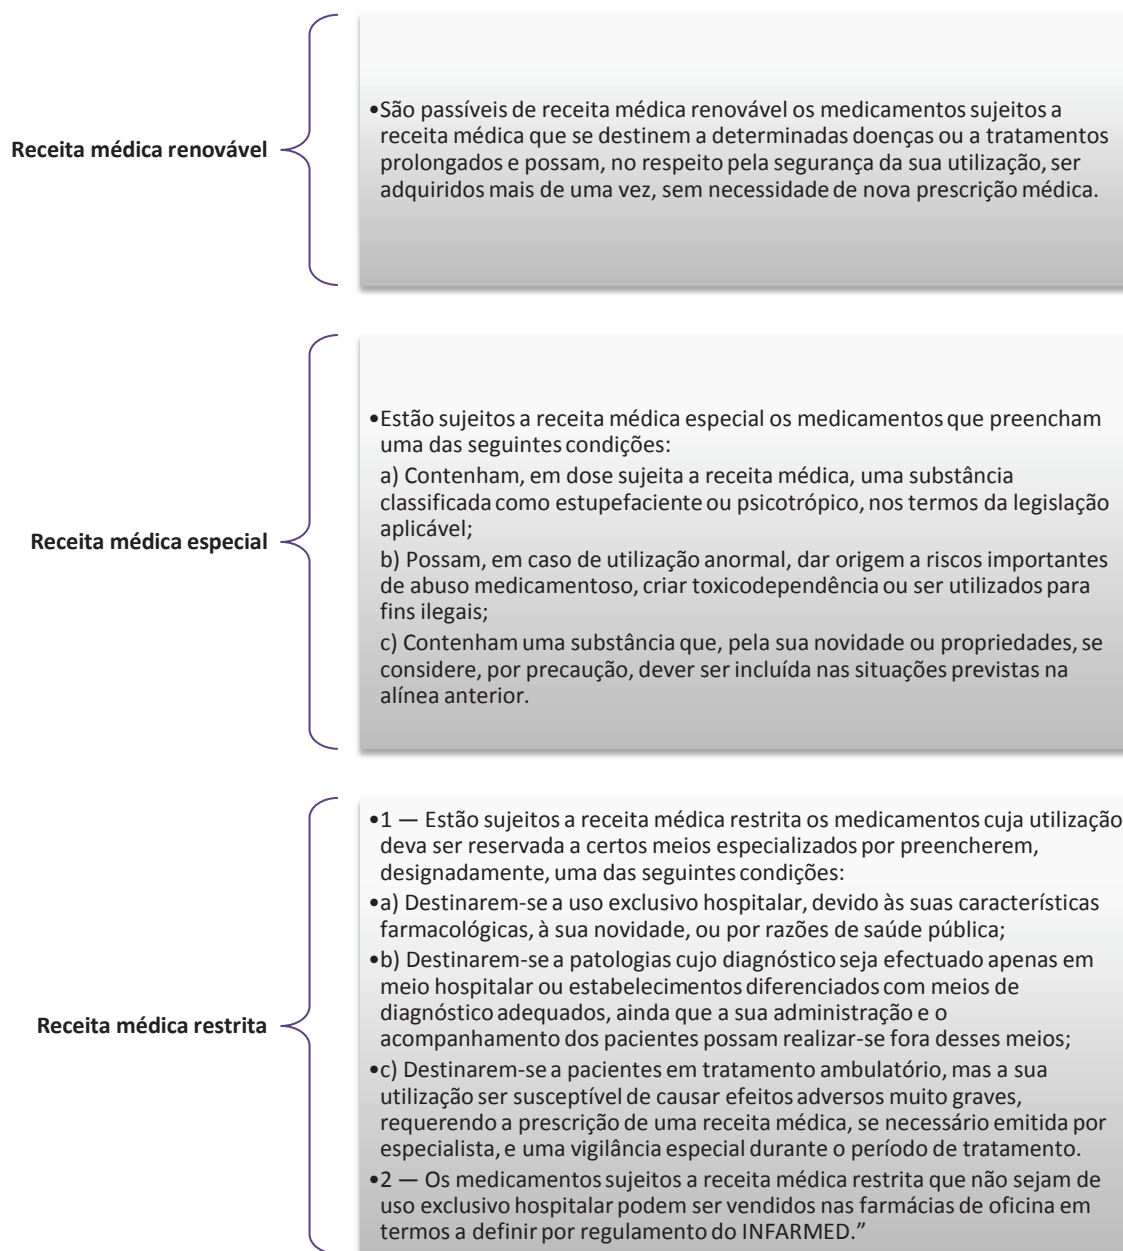 Receita médica renovável
•São passíveis de receita médica renovável os medicamentos sujeitos a
receita médica que se destinem a determinadas doenças ou a tratamentos
prolongados e possam, no respeito pela segurança da sua utilização, ser
adquiridos mais de uma vez, sem necessidade de nova prescrição médica.
Receita médica especial
•Estão sujeitos a receita médica especial os medicamentos que preencham
uma das seguintes condições:
a) Contenham, em dose sujeita a receita médica, uma substância
classificada como estupefaciente ou psicotrópico, nos termos da legislação
aplicável;
b) Possam, em caso de utilização anormal, dar origem a riscos importantes
de abuso medicamentoso, criar toxicodependência ou ser utilizados para
fins ilegais;
c) Contenham uma substância que, pela sua novidade ou propriedades, se
considere, por precaução, dever ser incluída nas situações previstas na
alínea anterior.
Receita médica restrita
•1 — Estão sujeitos a receita médica restrita os medicamentos cuja utilização
deva ser reservada a certos meios especializados por preencherem,
designadamente, uma das seguintes condições:
•a) Destinarem-se a uso exclusivo hospitalar, devido às suas características
farmacológicas, à sua novidade, ou por razões de saúde pública;
•b) Destinarem-se a patologias cujo diagnóstico seja efectuado apenas em
meio hospitalar ou estabelecimentos diferenciados com meios de
diagnóstico adequados, ainda que a sua administração e o
acompanhamento dos pacientes possam realizar-se fora desses meios;
•c) Destinarem-se a pacientes em tratamento ambulatório, mas a sua
utilização ser susceptível de causar efeitos adversos muito graves,
requerendo a prescrição de uma receita médica, se necessário emitida por
especialista, e uma vigilância especial durante o período de tratamento.
•2 — Os medicamentos sujeitos a receita médica restrita que não sejam de
uso exclusivo hospitalar podem ser vendidos nas farmácias de oficina em
termos a definir por regulamento do INFARMED.”